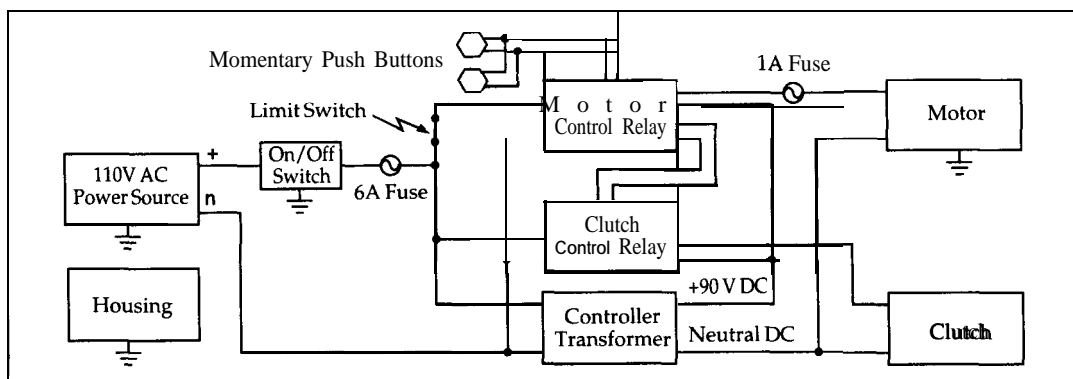 Momentary Push Buttons
1A Fuse
Limit Switch
Motor
Control Relay
Motor
+
On/Off
Switch
110V AC
Power Source
n
6A Fuse
Clutch
Control Relay
Housing
+90 V DC
Controller
Transformer
Neutral DC
Clutch